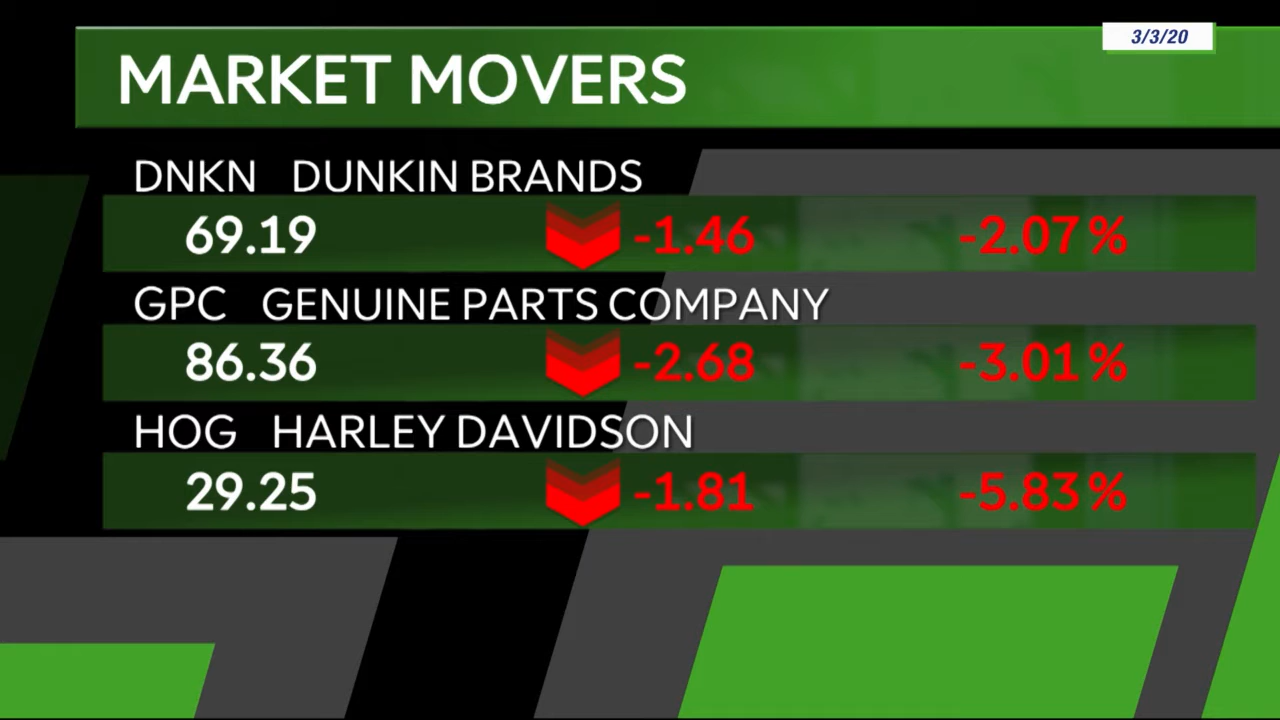 3/3/20
MARKET MOVERS
DNKN DUNKIN BRANDS
69.19 -1.46 -2.07%
GPC GENUINE PARTS COMPANY
86.36 -2.68 -3.01%
HOG HARLEY DAVIDSON
29.25 -1.81 -5.83%